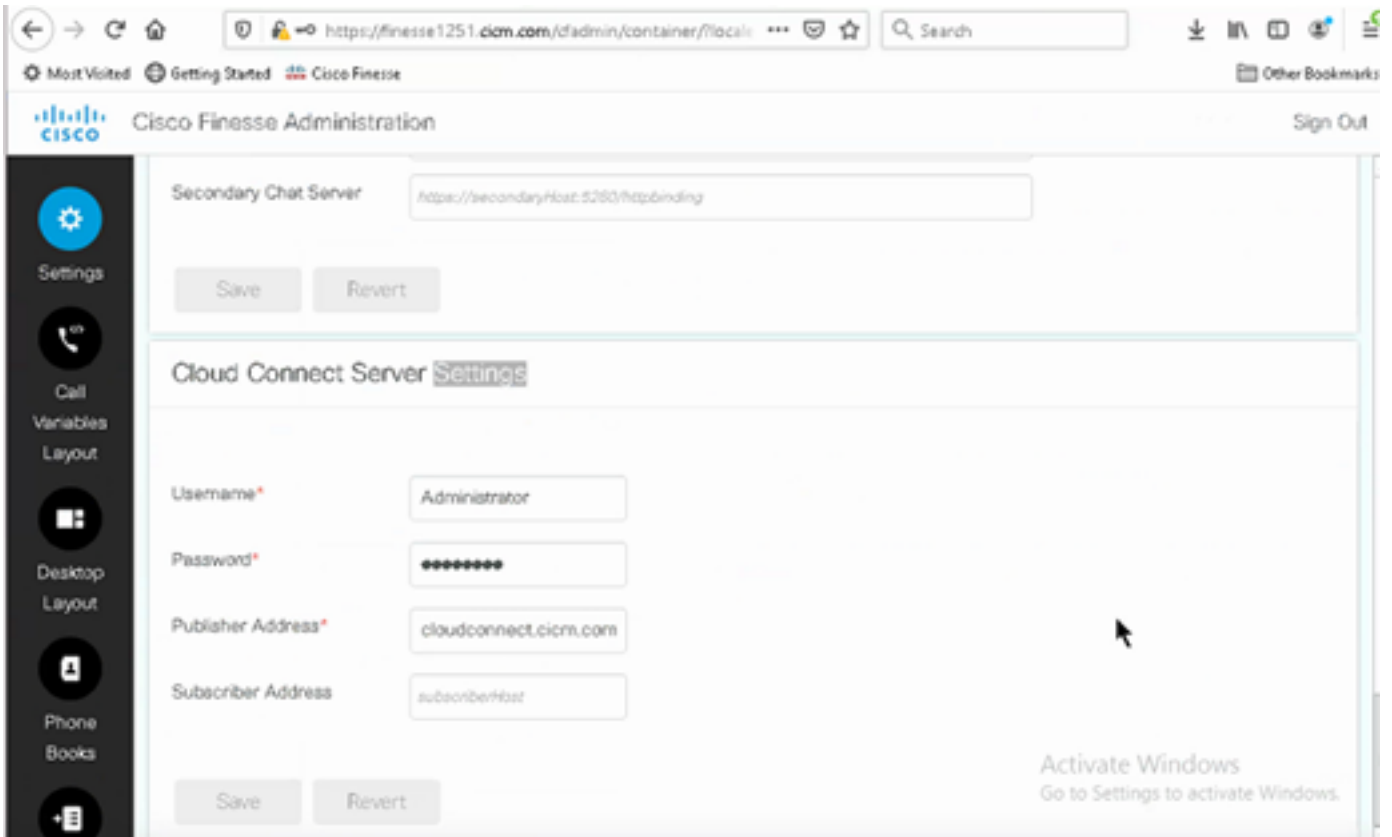 https://finesse1251.cicm.com/cfadmin/container/?locale
Search
Most Visited Getting Started Cisco Finesse Other Bookmarks
CISCO Cisco Finesse Administration Sign Out
Secondary Chat Server https://secondaryHost:5280/httpbinding
Settings
Save Revert
Call
Variables
Layout
Cloud Connect Server Settings
Username* Administrator
Desktop
Layout
Password*
Publisher Address* cloudconnect.cicm.com
Subscriber Address subscriberHost
Phone
Books
Activate Windows
Go to Settings to activate Windows.
Save Revert